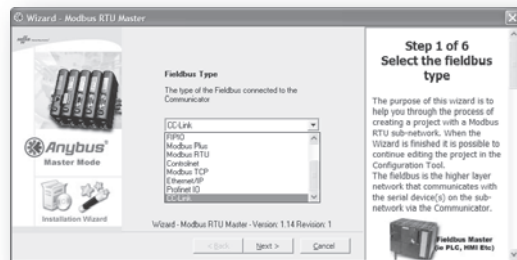 Wizard - Modbus RTU Master
Fieldbus Type
The type of the Fieldbus connected to the
Communicator
CC-Link
FIPIO
Modbus Plus
Modbus RTU
Controlnet
Modbus TCP
Ethernet/IP
Profinet IO
CC-Link
Anybus®
Master Mode
Installation Wizard
Wizard - Modbus RTU Master - Version: 1.14 Revision: 1
< Back
Next >
Cancel
Step 1 of 6
Select the fieldbus
type
The purpose of this wizard is to
help you through the process of
creating a project with a Modbus
RTU sub-network. When the
Wizard is finished it is possible to
continue editing the project in the
Configuration Tool.
The fieldbus is the higher layer
network that communicates with
the serial device(s) on the sub-
network via the Communicator.
Fieldbus Master
(ie PLC, HMI Etc)